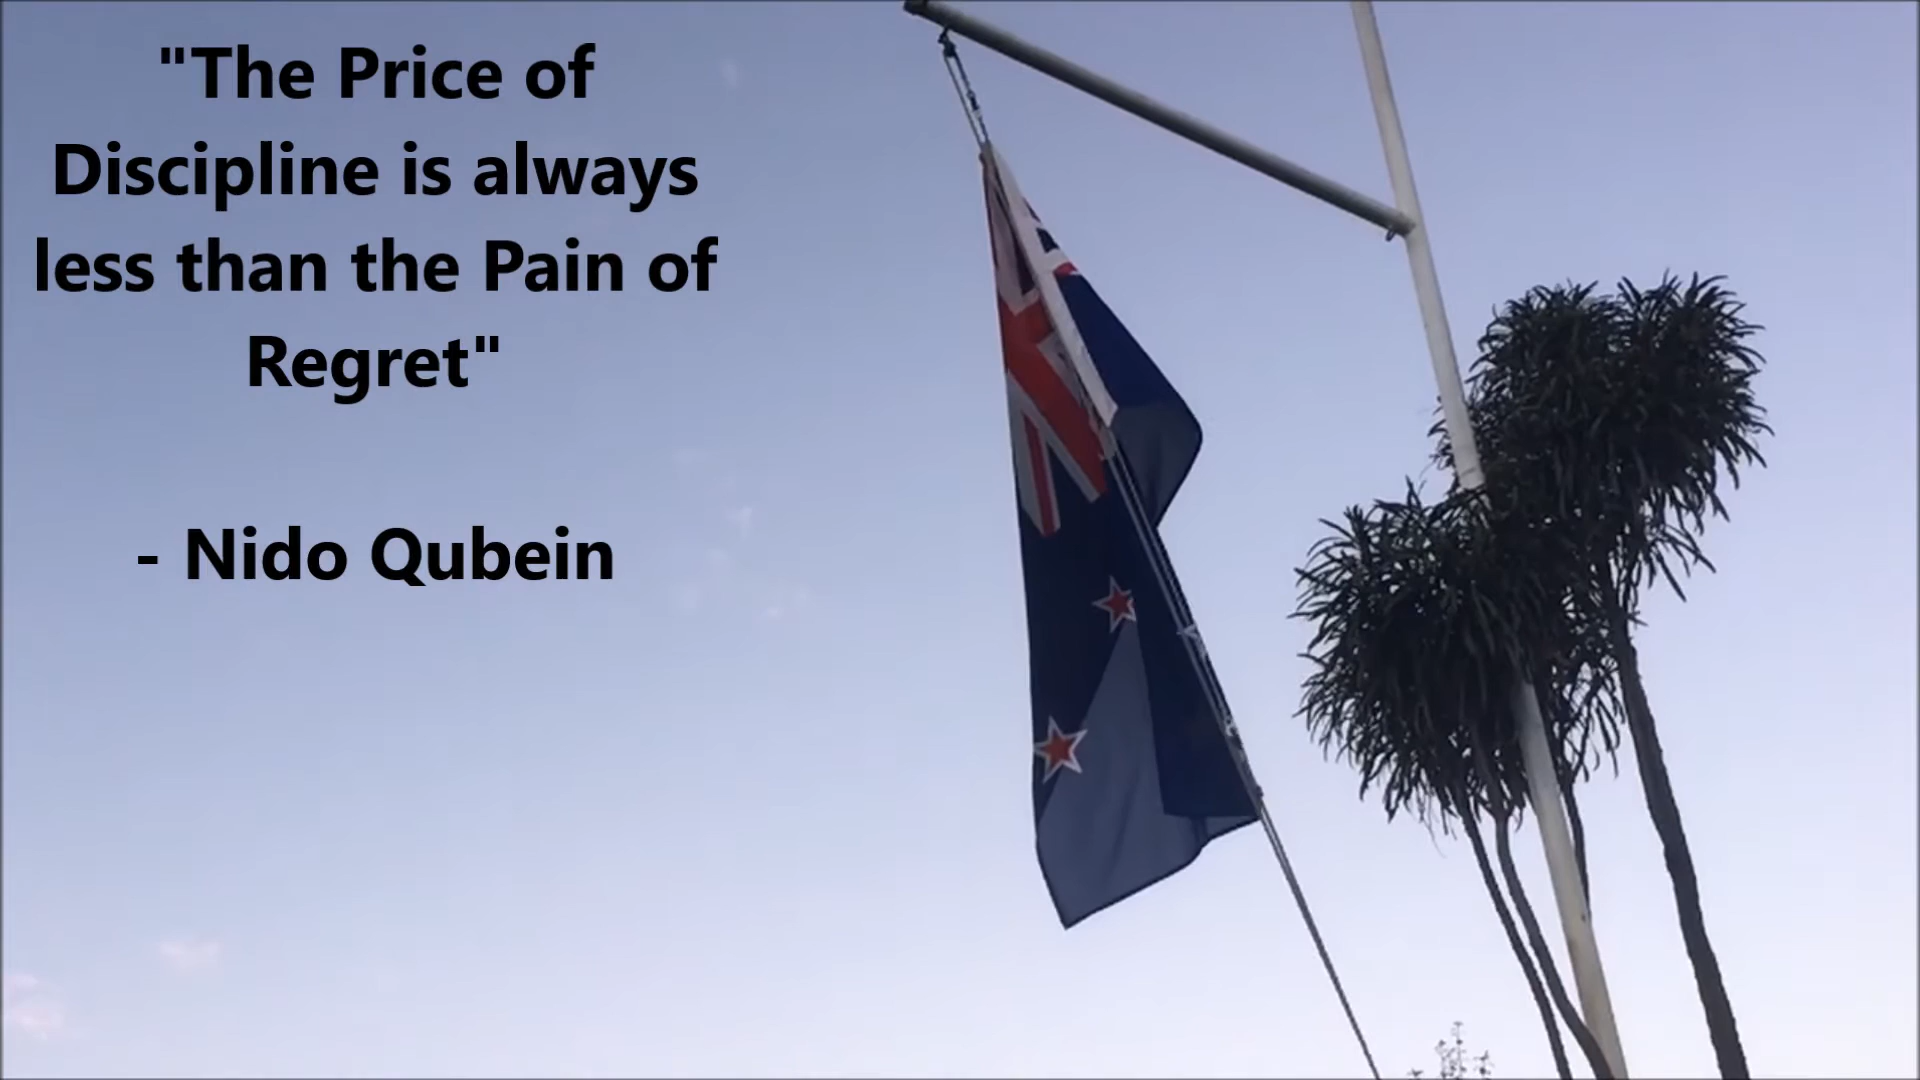 "The Price of
Discipline is always
less than the Pain of
Regret"
- Nido Qubein